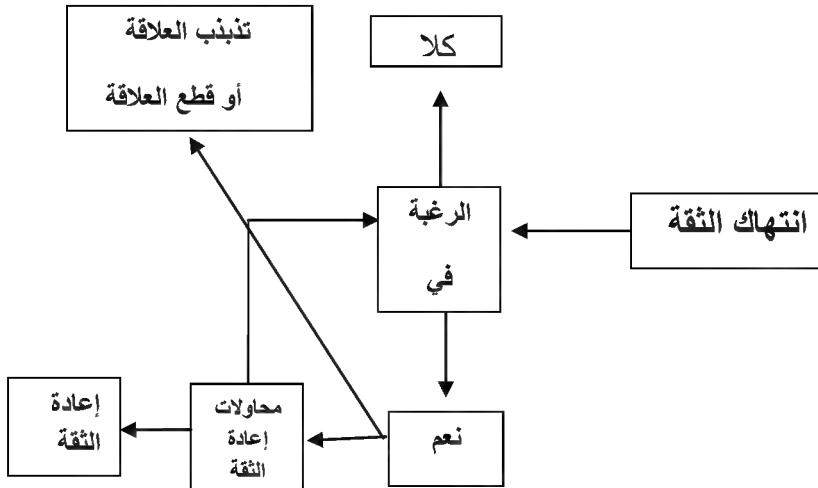 تذبذب العلاقة
أو قطع العلاقة
كلا
الرغبة
في
انتهاك الثقة
إعادة
الثقة
محاولات
إعادة
الثقة
نعم